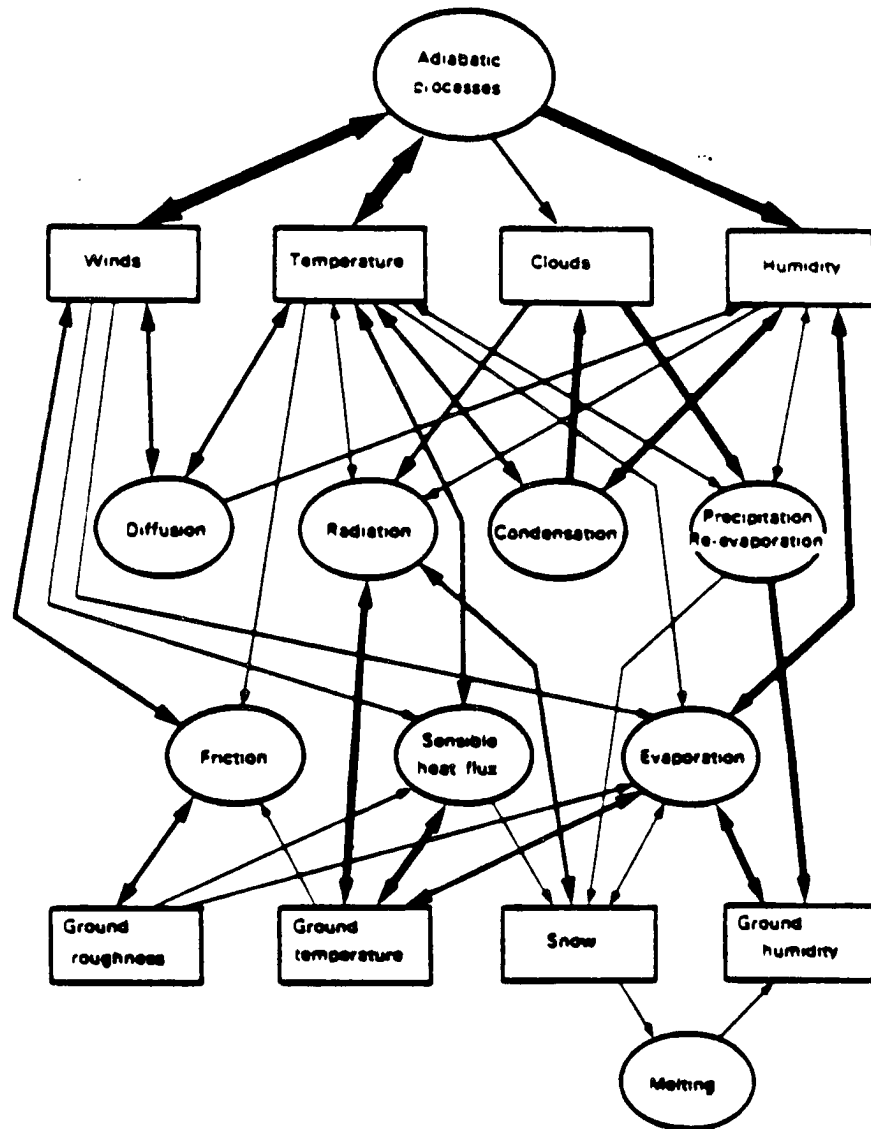 Adiabatic
processes
Winds
Temperature
Clouds
Humidity
Diffusion
Radiation
Condensation
Precipitation
Re-evaporation
Friction
Sensible
heat flux
Evaporation
Ground
roughness
Ground
temperature
Snow
Ground
humidity
Melting